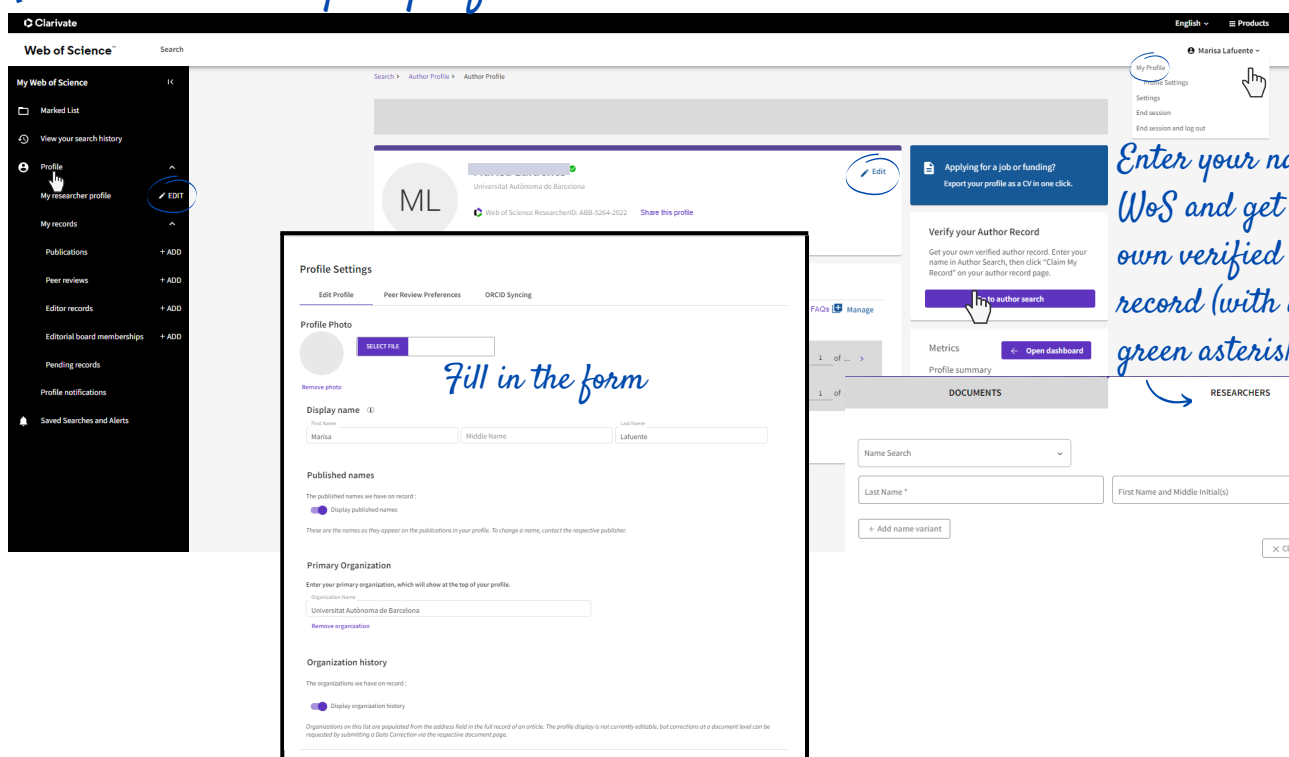 Clarivate
English
Products
Web of Science™
Search
Marisa Lafuente
My Web of Science
Marked List
View your search history
Profile
My researcher profile
EDIT
My records
Publications
+ ADD
Peer reviews
+ ADD
Editor records
+ ADD
Editorial board memberships
+ ADD
Pending records
Profile notifications
Saved Searches and Alerts
Search > Author Profile > Author Profile
My Profile
Profile Settings
Settings
End session
End session and log out
ML
Universitat Autònoma de Barcelona
Web of Science ResearcherID: ABB-5264-2022
Share this profile
Edit
Applying for a job or funding?
Export your profile as a CV in one click.
Verify your Author Record
Get your own verified author record. Enter your
name in Author Search, then click "Claim My
Record" on your author record page.
to author search
FAQs
Manage
1 of ... >
1 of
Metrics
Open dashboard
Profile summary
Enter your na
WoS and get
own verified
record (with
green asteris
DOCUMENTS
RESEARCHERS
Name Search
Last Name *
First Name and Middle Initial(s)
+ Add name variant
Profile Settings
Edit Profile
Peer Review Preferences
ORCID Syncing
Profile Photo
SELECT FILE
Remove photo
Fill in the form
Display name
First Name
Marisa
Middle Name
Last Name
Lafuente
Published names
The published names we have on record :
Display published names
These are the names as they appear on the publications in your profile. To change a name, contact the respective publisher.
Primary Organization
Enter your primary organization, which will show at the top of your profile.
Organization Name
Universitat Autònoma de Barcelona
Remove organization
Organization history
The organizations we have on record :
Display organization history
Organizations on this list are populated from the address field in the full record of an article. The profile display is not currently editable, but corrections at a document level can be
requested by submitting a Data Correction via the respective document page.